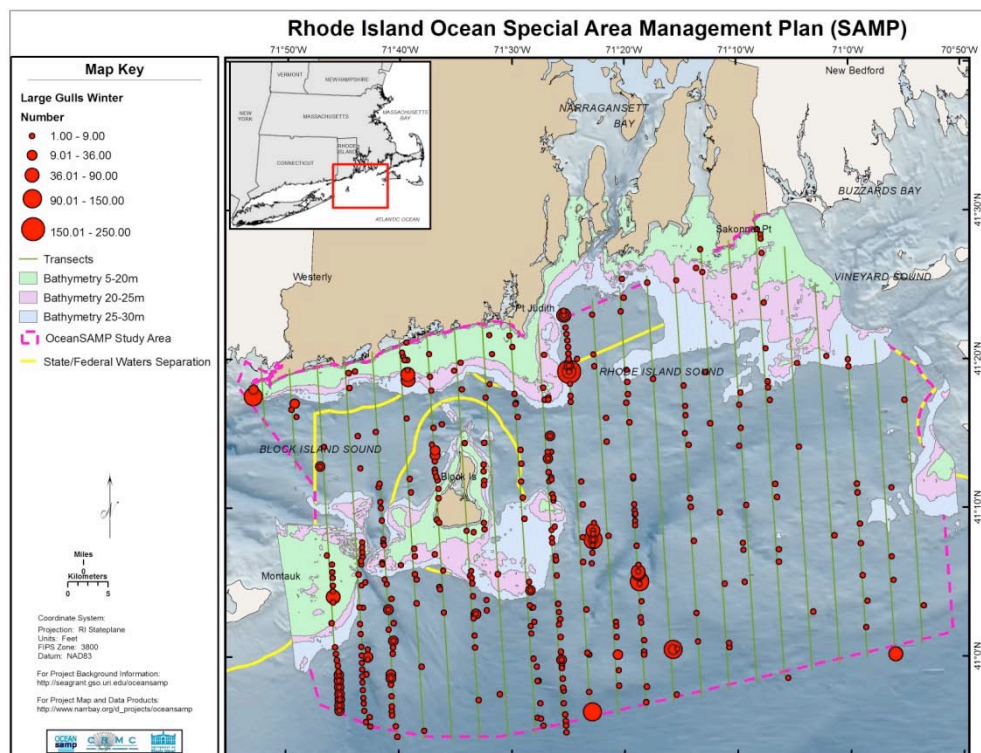 Rhode Island Ocean Special Area Management Plan (SAMP)
71°50'W
71°40'W
71°30'W
71°20'W
71°10'W
71°0'W
70°50'W
Map Key
Large Gulls Winter
Number
1.00 - 9.00
9.01 - 36.00
36.01 - 90.00
90.01 - 150.00
150.01 - 250.00
Transects
Bathymetry 5-20m
Bathymetry 20-25m
Bathymetry 25-30m
OceanSAMP Study Area
State/Federal Waters Separation
Miles
Kilometers
0
5
Coordinate System:
Projection: RI Stateplane
Units: Feet
FIPS Zone: 3800
Datum: NAD83
For Project Background Information:
http://seagrant.gso.uri.edu/oceansamp
For Project Map and Data Products:
http://www.narrbay.org/d_projects/oceansamp
OCEAN
samp
CRMC
VERMONT
NEW HAMPSHIRE
NEW YORK
MASSACHUSETTS
MASSACHUSETTS BAY
CONNECTICUT
RHODE ISLAND
ATLANTIC OCEAN
New Bedford
NARRAGANSETT BAY
BUZZARDS BAY
Sakonnet Pt
Westerly
VINEYARD SOUND
Pt Judith
RHODE ISLAND SOUND
BLOCK ISLAND SOUND
Block Is
Montauk
41°30'N
41°20'N
41°10'N
41°0'N